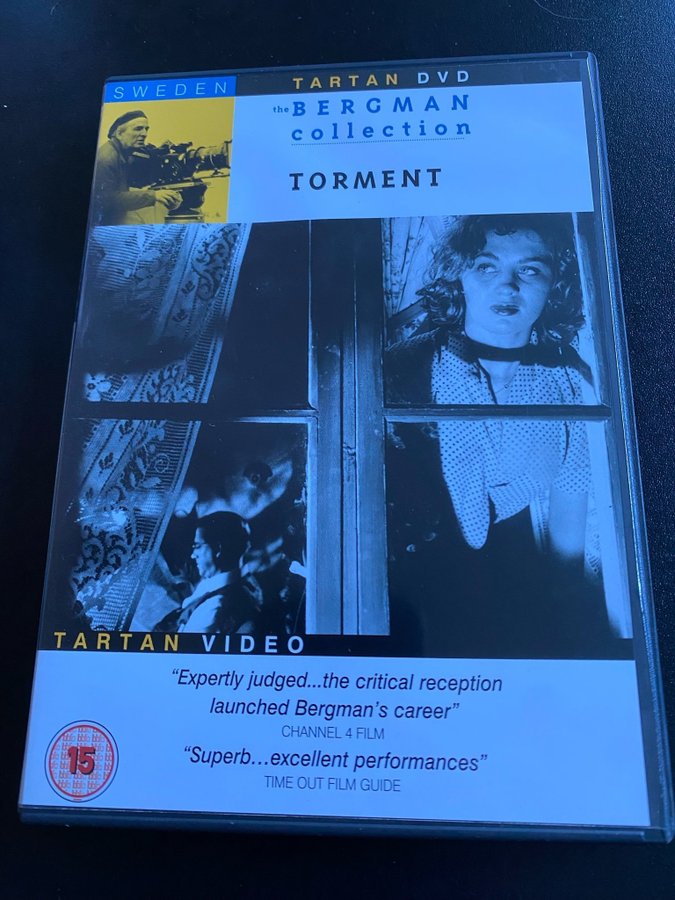 SWEDEN
TARTAN DVD
the BERGMAN
collection
TORMENT
TARTAN VIDEO
“Expertly judged...the critical reception
launched Bergman’s career”
CHANNEL 4 FILM
“Superb…excellent performances”
TIME OUT FILM GUIDE
15